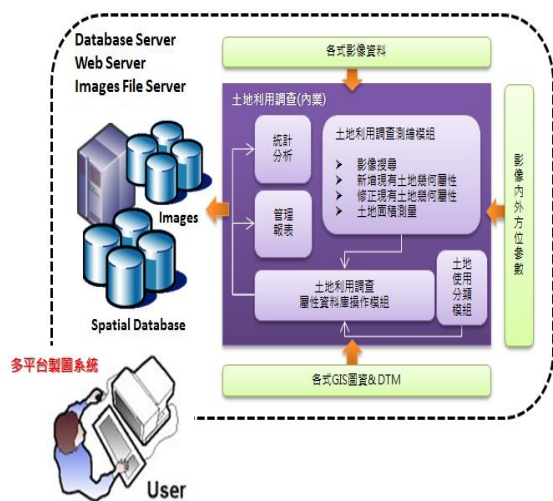 Database Server
Web Server
Images File Server
各式影像資料
土地利用調查(內業)
統計
分析
管理
報表
土地利用調查測繪模組
➤ 影像搜尋
➤ 新增現有土地幾何屬性
➤ 修正現有土地幾何屬性
➤ 土地面積測量
影像內外方位參數
Images
土地利用調查
屬性資料庫操作模組
土地
使用
分類
模組
Spatial Database
多平台製圖系統
各式GIS圖資& DTM
User